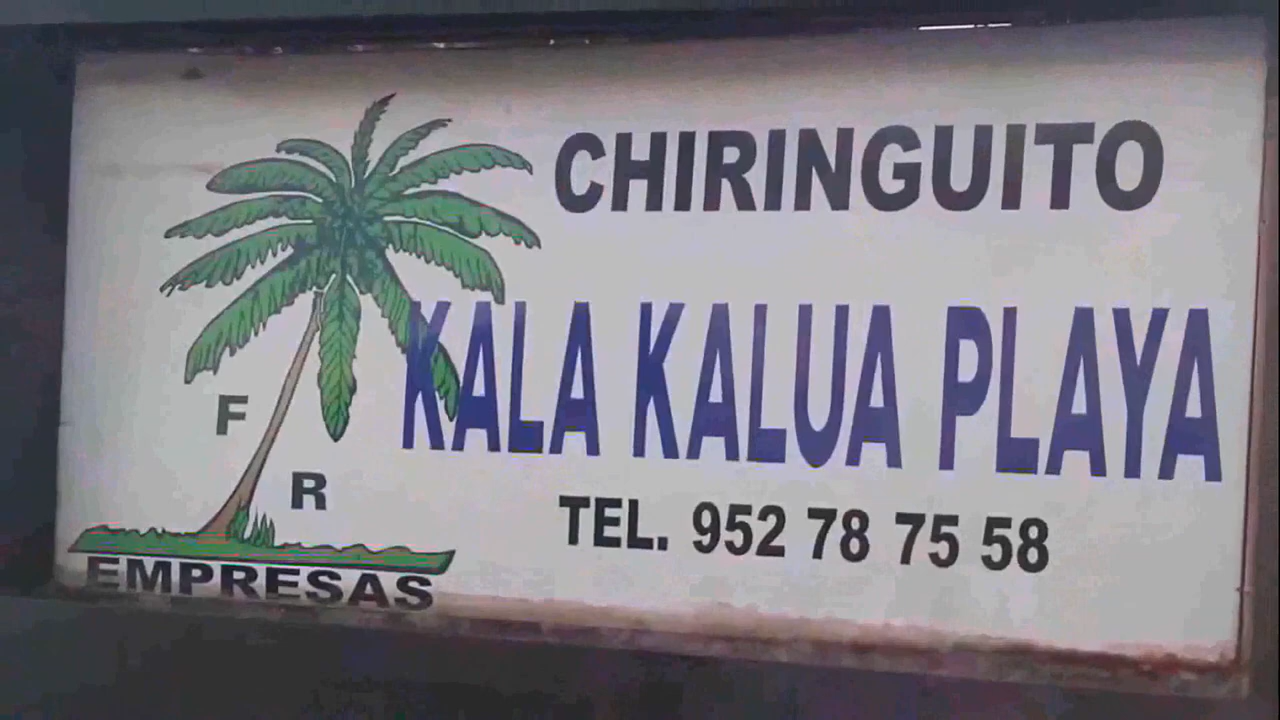 CHIRINGUITO
KALA KALUA PLAYA
TEL. 952 78 75 58
F
R
EMPRESAS